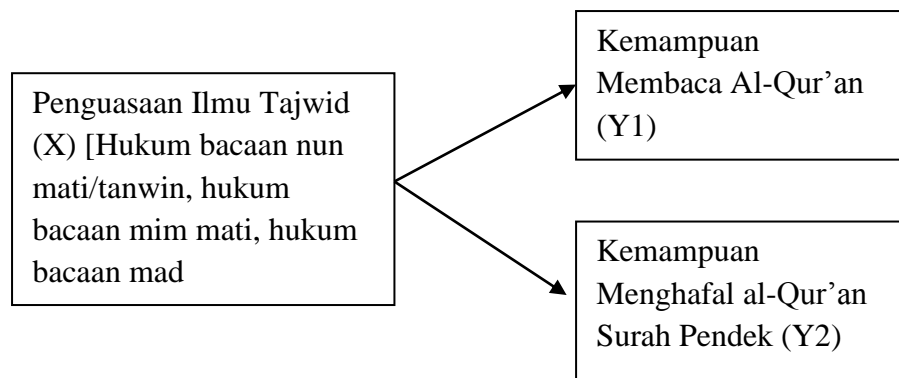 Penguasaan Ilmu Tajwid
(X) [Hukum bacaan nun
mati/tanwin, hukum
bacaan mim mati, hukum
bacaan mad
Kemampuan
Membaca Al-Qur’an
(Y1)
Kemampuan
Menghafal al-Qur’an
Surah Pendek (Y2)